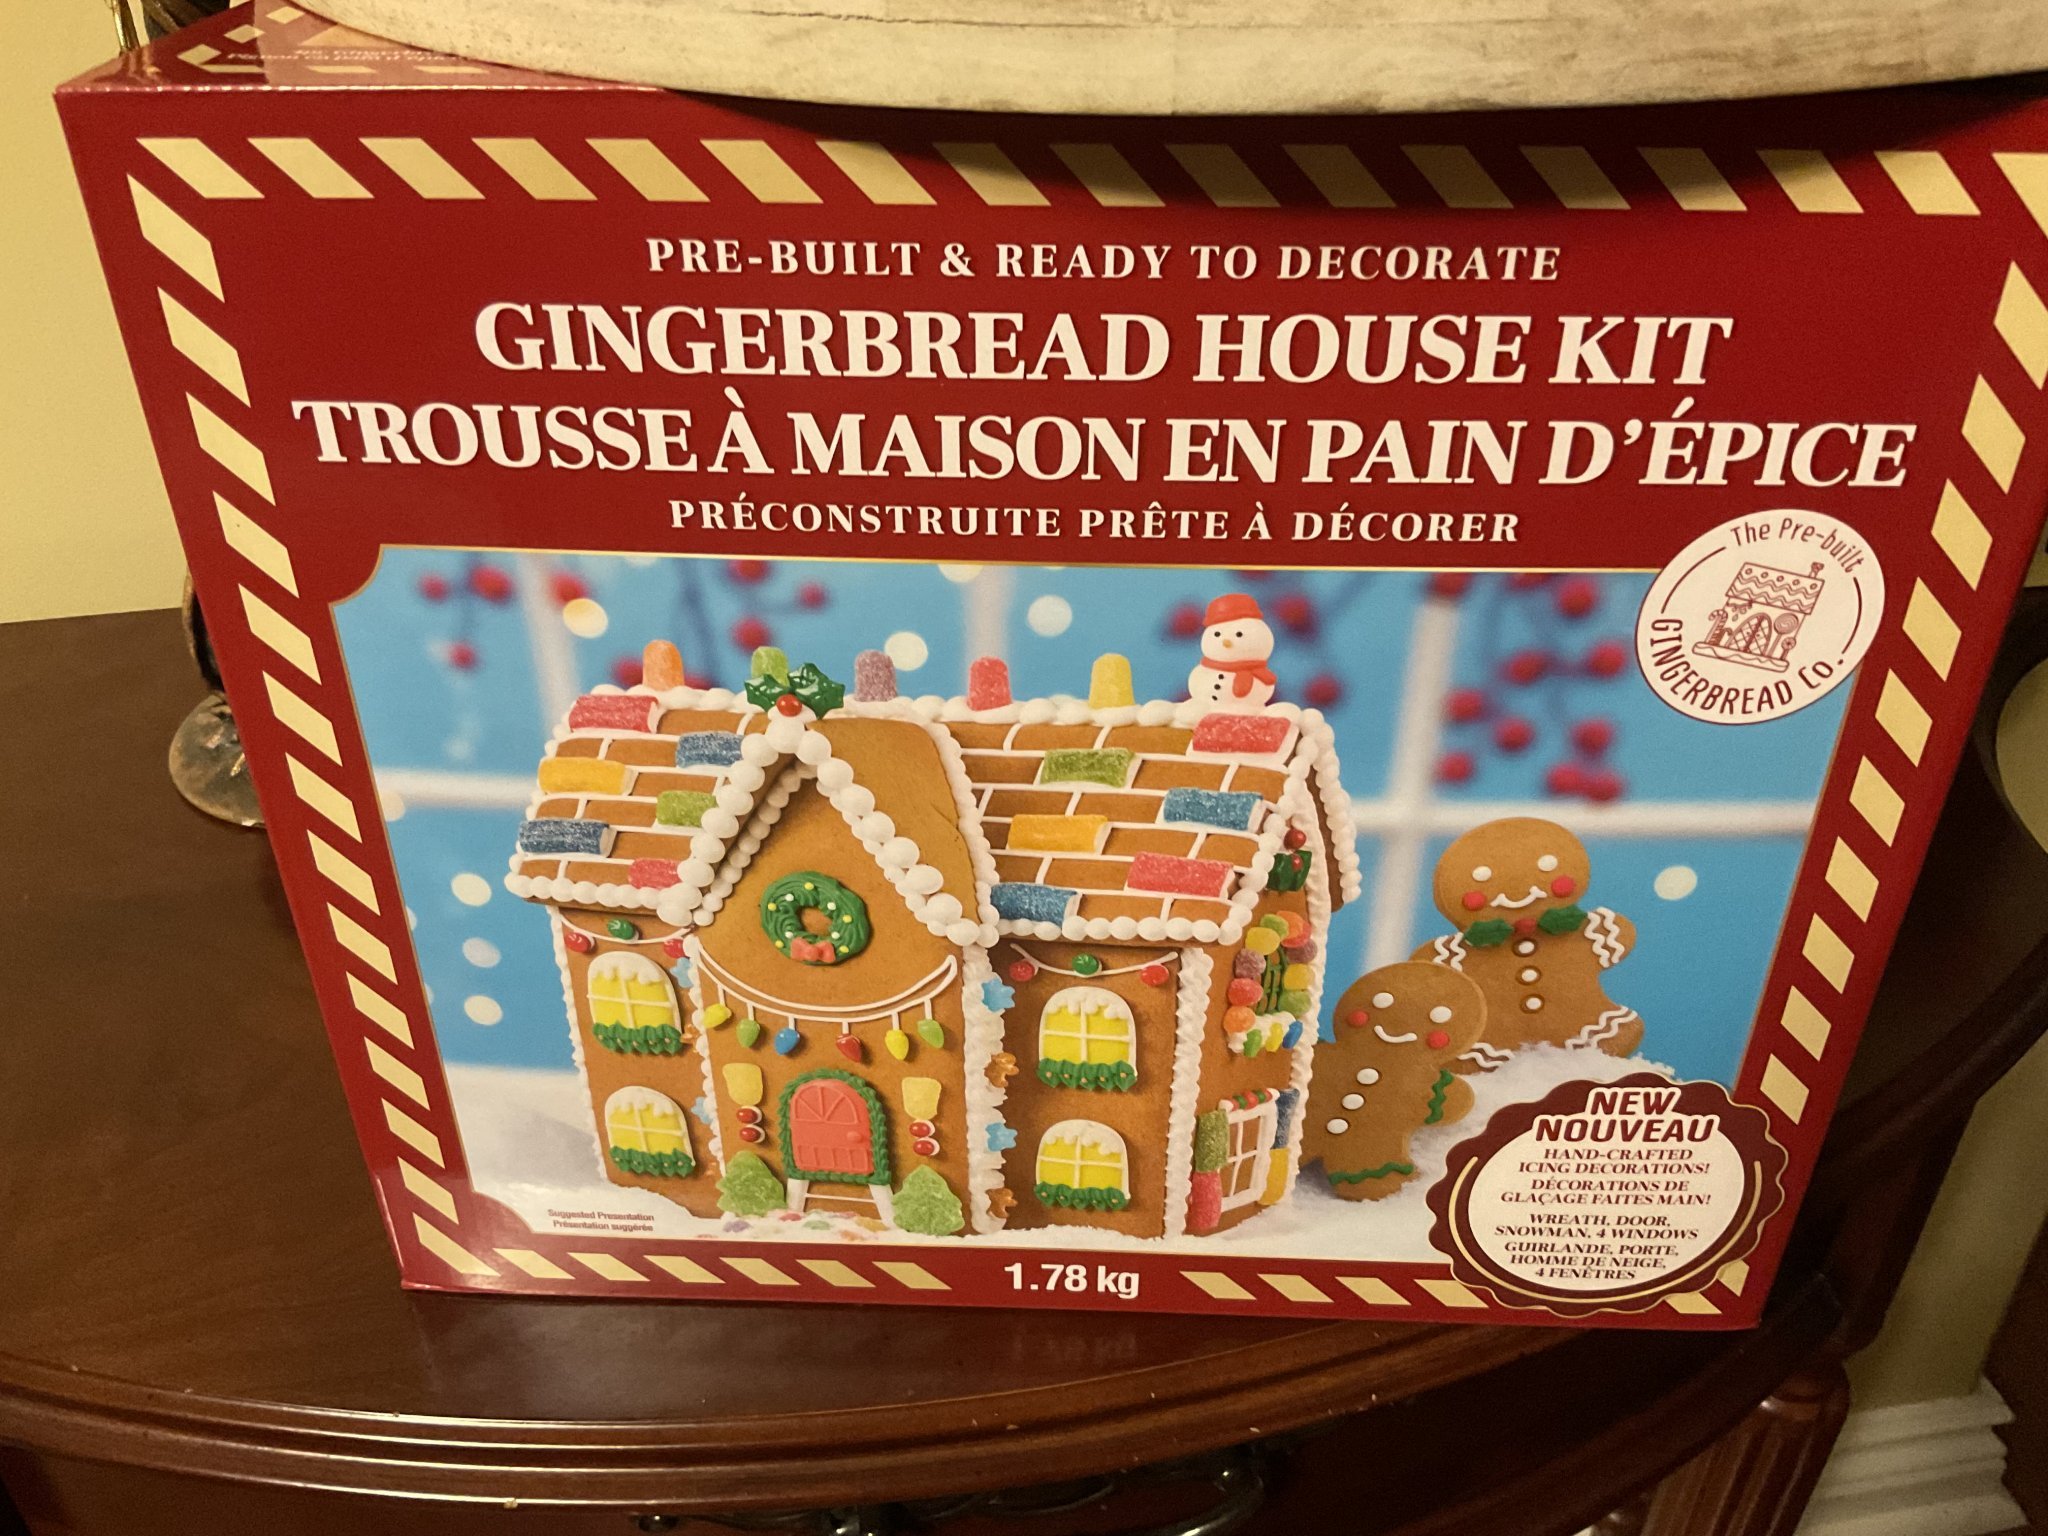 PRE-BUILT & READY TO DECORATE
GINGERBREAD HOUSE KIT
TROUSSE À MAISON EN PAIN D'ÉPICE
PRÉCONSTRUITE PRÊTE À DÉCORER
The Pre-built
GINGERBREAD Co.
NEW
NOUVEAU
HAND-CRAFTED
ICING DECORATIONS!
DÉCORATIONS DE
GLAÇAGE FAITES MAIN!
WREATH, DOOR,
SNOWMAN, 4 WINDOWS
GUIRLANDE, PORTE,
HOMME DE NEIGE,
4 FENÊTRES
Suggested Presentation
Présentation suggérée
1.78 kg